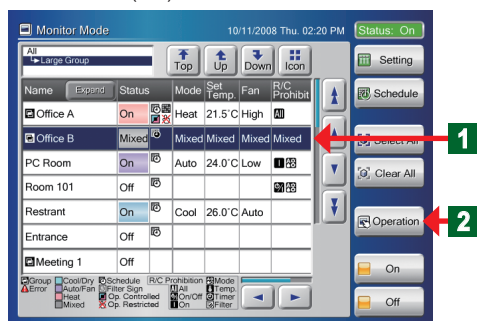 Monitor Mode
10/11/2008 Thu. 02:20 PM
Status: On
All
Large Group
Top
Up
Down
Icon
Setting
Name Expand Status Mode Set Temp. Fan R/C Prohibit
Schedule
Office A On Heat 21.5°C High All
Office B Mixed Mixed Mixed Mixed Mixed
1
Select All
PC Room On Auto 24.0°C Low
Clear All
Room 101 Off
Restrant On Cool 26.0°C Auto
Operation
2
Entrance Off
Meeting 1 Off
On
Group Cool/Dry Schedule R/C Prohibition Mode
Error Auto/Fan Filter Sign All Temp.
Heat Op. Controlled On/Off Timer
Mixed Op. Restricted On Filter
Off